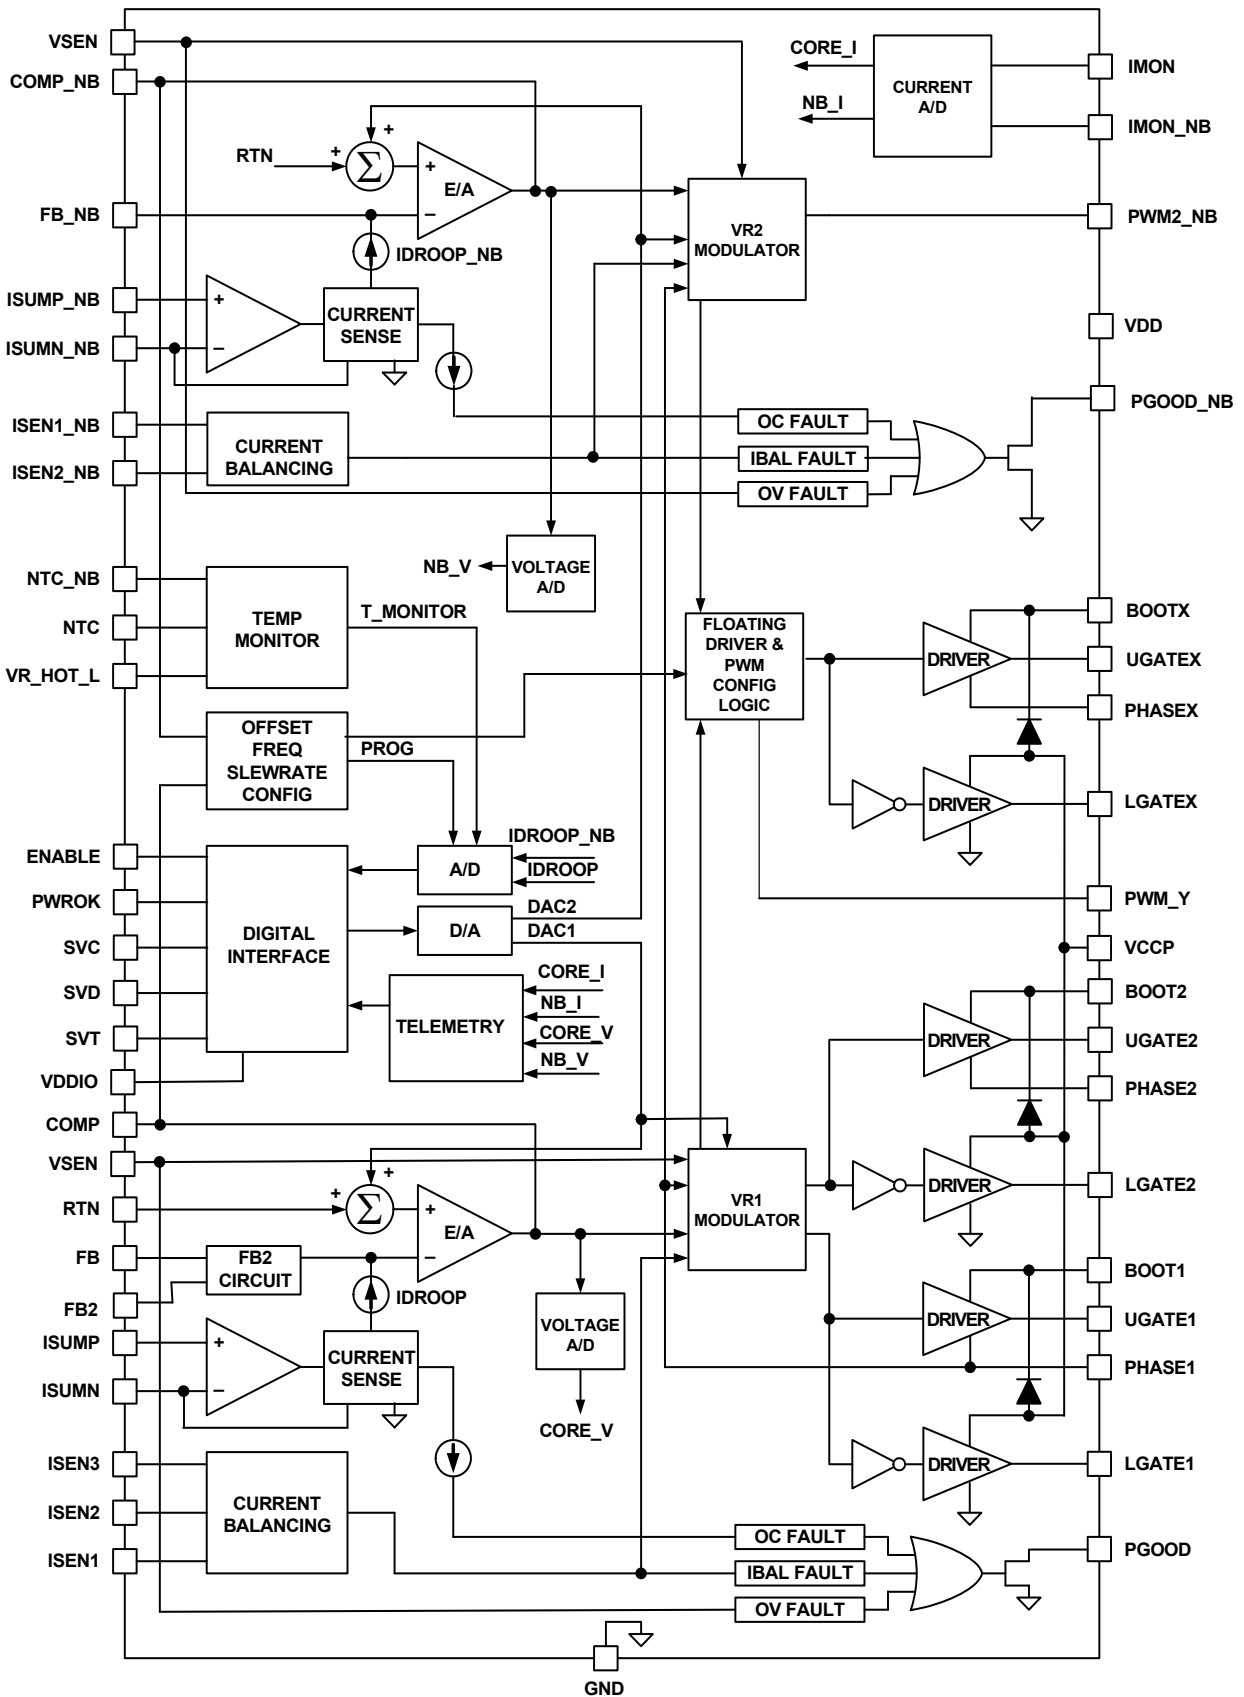 VSEN
COMP_NB
CORE_I
CURRENT
A/D
IMON
NB_I
IMON_NB
+
RTN
+
Σ
+
E/A
−
FB_NB
IDROOP_NB
VR2
MODULATOR
PWM2_NB
ISUMP_NB
+
CURRENT
SENSE
ISUMN_NB
−
VDD
PGOOD_NB
ISEN1_NB
CURRENT
BALANCING
ISEN2_NB
OC FAULT
IBAL FAULT
OV FAULT
NB_V
VOLTAGE
A/D
NTC_NB
NTC
VR_HOT_L
TEMP
MONITOR
T_MONITOR
FLOATING
DRIVER &
PWM
CONFIG
LOGIC
DRIVER
BOOTX
UGATEX
PHASEX
OFFSET
FREQ
SLEWRATE
CONFIG
PROG
DRIVER
LGATEX
ENABLE
PWROK
SVC
SVD
SVT
VDDIO
DIGITAL
INTERFACE
A/D
IDROOP_NB
IDROOP
D/A
DAC2
DAC1
PWM_Y
VCCP
TELEMETRY
CORE_I
NB_I
CORE_V
NB_V
DRIVER
BOOT2
UGATE2
PHASE2
COMP
VSEN
RTN
+
+
Σ
+
E/A
−
VR1
MODULATOR
DRIVER
LGATE2
FB
FB2
CIRCUIT
FB2
IDROOP
VOLTAGE
A/D
CORE_V
DRIVER
BOOT1
UGATE1
PHASE1
ISUMP
+
ISUMN
−
CURRENT
SENSE
DRIVER
LGATE1
ISEN3
ISEN2
ISEN1
CURRENT
BALANCING
OC FAULT
IBAL FAULT
OV FAULT
PGOOD
GND